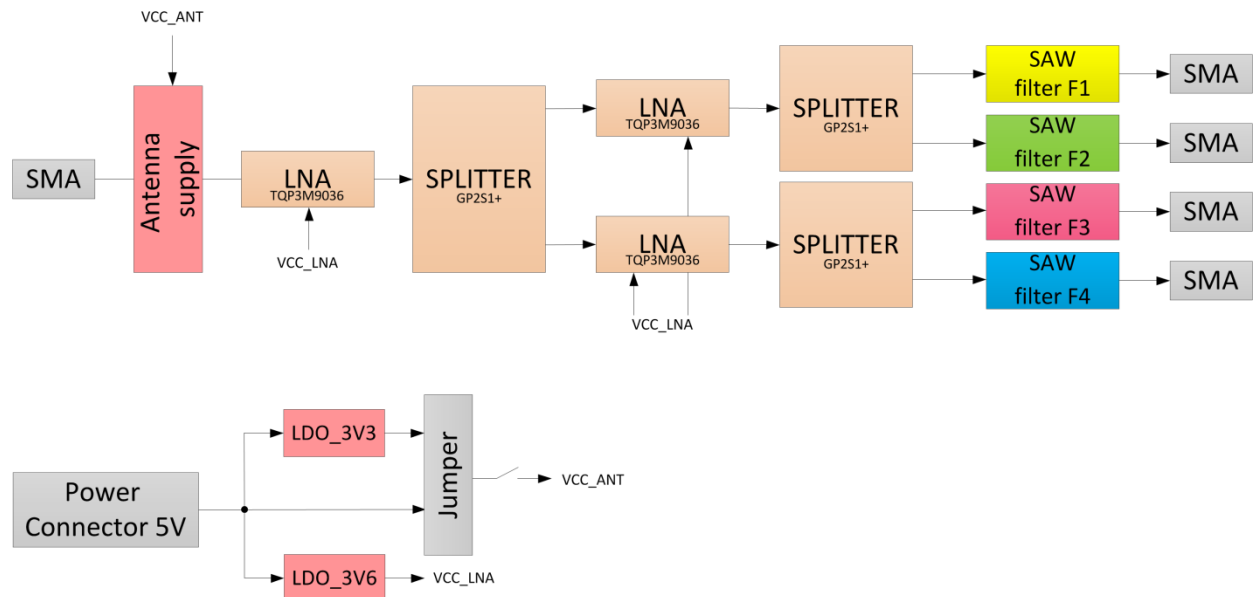 VCC_ANT
SMA
Antenna
supply
LNA
TQP3M9036
VCC_LNA
SPLITTER
GP2S1+
LNA
TQP3M9036
LNA
TQP3M9036
VCC_LNA
SPLITTER
GP2S1+
SPLITTER
GP2S1+
SAW
filter F1
SMA
SAW
filter F2
SMA
SAW
filter F3
SMA
SAW
filter F4
SMA
Power
Connector 5V
LDO_3V3
LDO_3V6
Jumper
VCC_ANT
VCC_LNA